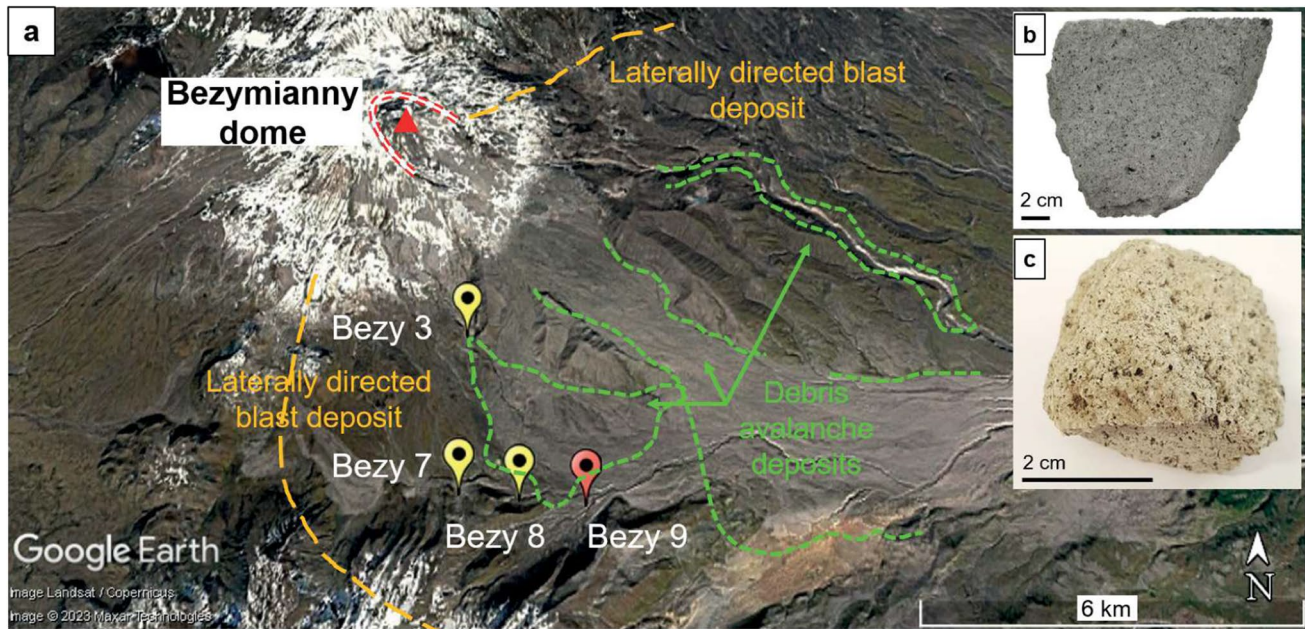 a
Laterally directed blast
deposit
Bezymianny
dome
Bezy 3
Laterally directed
blast deposit
Bezy 7
Bezy 8
Bezy 9
Debris
avalanche
deposits
Google Earth
Image Landsat / Copernicus
Image © 2023 Maxar Technologies
N
6 km
b
2 cm
c
2 cm